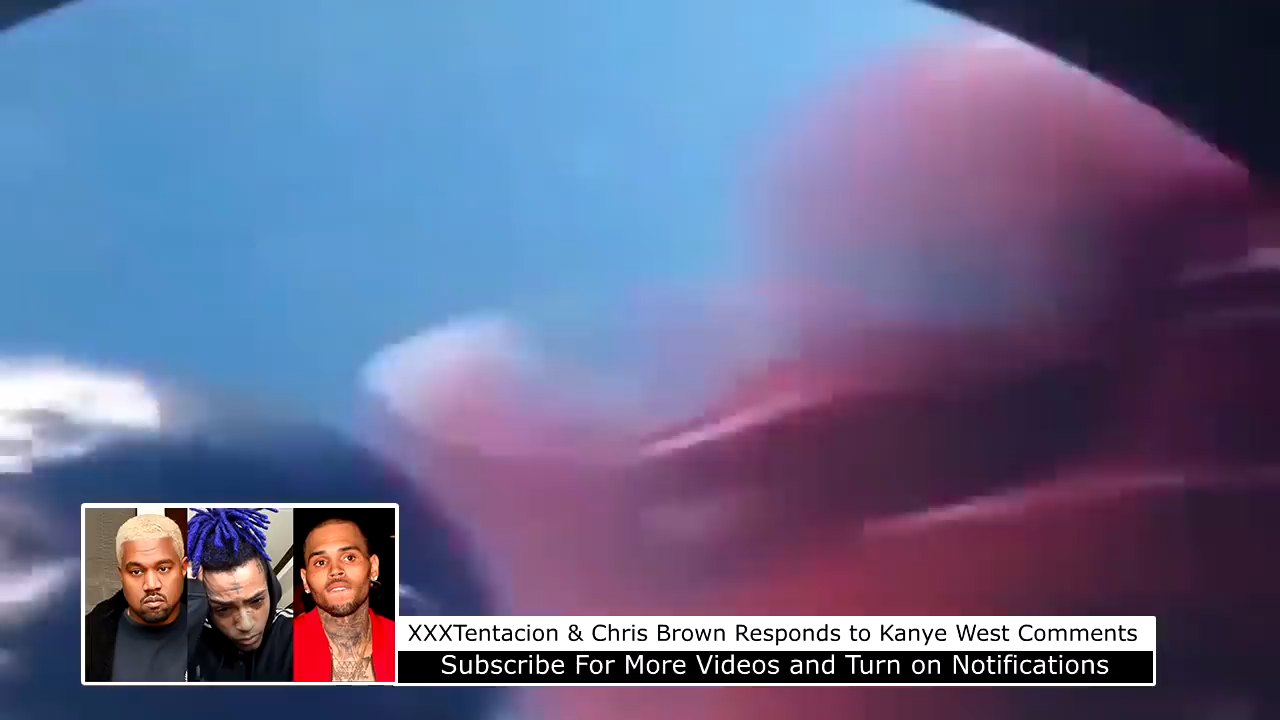 XXXTentacion & Chris Brown Responds to Kanye West Comments
Subscribe For More Videos and Turn on Notifications